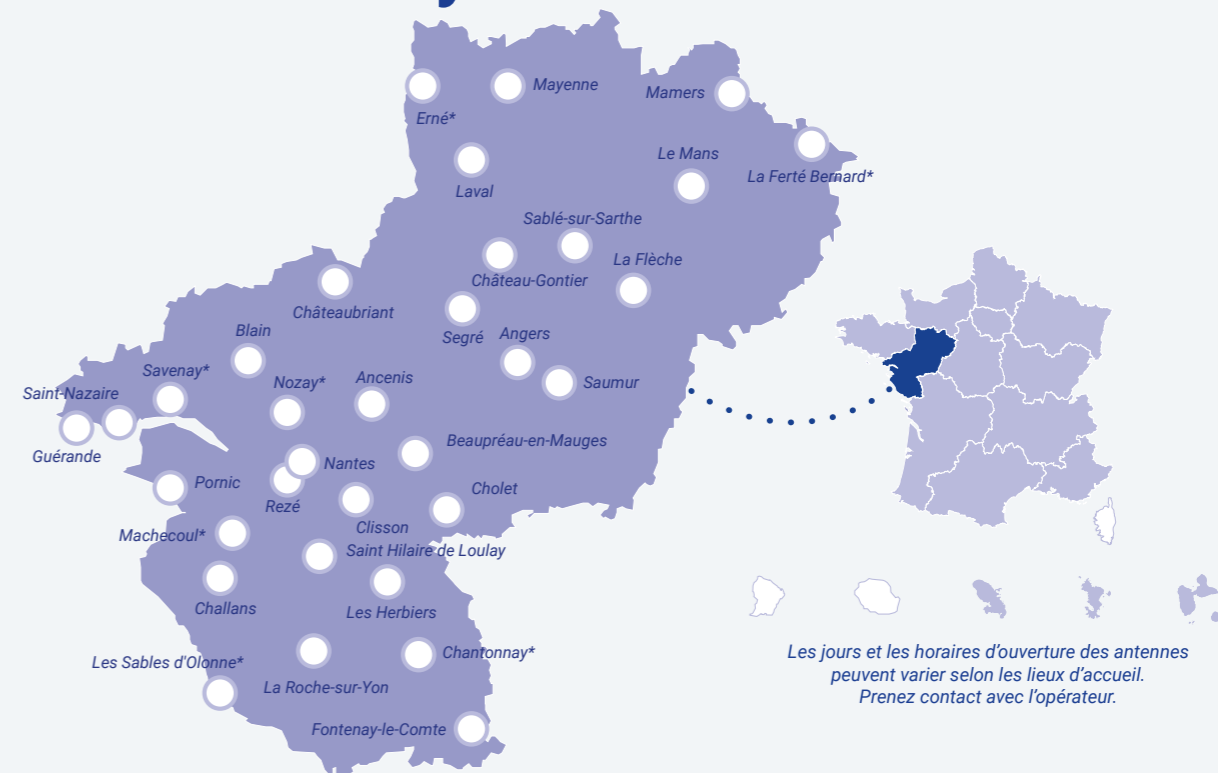 Mayenne
Mamers
Erné*
Le Mans
La Ferté Bernard*
Laval
Sablé-sur-Sarthe
La Flèche
Château-Gontier
Châteaubriant
Segré
Angers
Blain
Savenay*
Nozay*
Ancenis
Saumur
Saint-Nazaire
Guérande
Beaupréau-en-Mauges
Nantes
Pornic
Rezé
Cholet
Clisson
Machecoul*
Saint Hilaire de Loulay
Challans
Les Herbiers
Chantonnay*
Les Sables d'Olonne*
La Roche-sur-Yon
Fontenay-le-Comte
Les jours et les horaires d’ouverture des antennes
peuvent varier selon les lieux d’accueil.
Prenez contact avec l’opérateur.